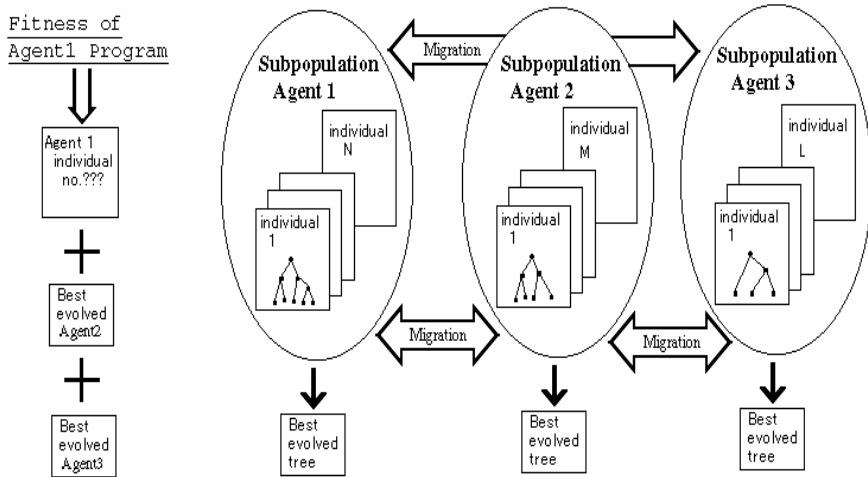 Fitness of
Agent1 Program
Agent 1
individual
no.???
Best
evolved
Agent2
Best
evolved
Agent3
Migration
Subpopulation
Agent 1
individual
N
individual
1
Subpopulation
Agent 2
individual
M
individual
1
Subpopulation
Agent 3
individual
L
individual
1
Migration
Migration
Best
evolved
tree
Best
evolved
tree
Best
evolved
tree